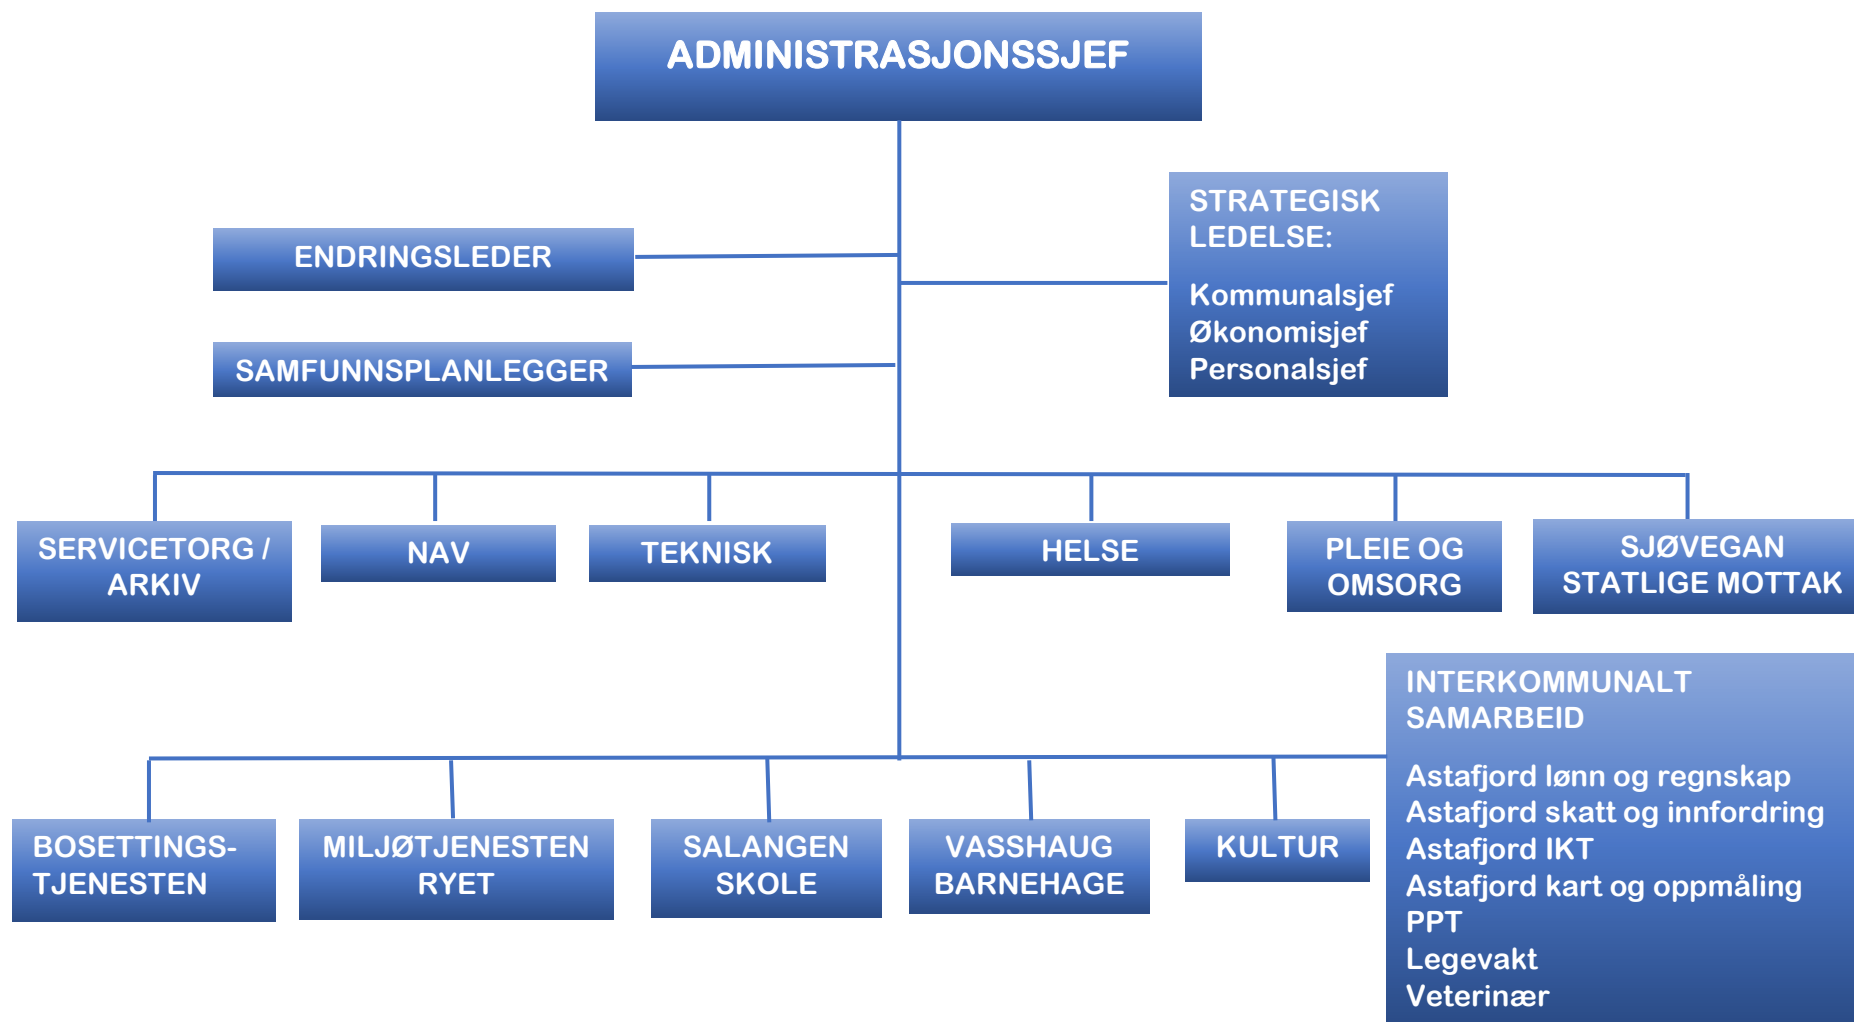 ADMINISTRASJONSSJEF
STRATEGISK
LEDELSE:
Kommunalsjef
Økonomisjef
Personalsjef
ENDRINGSLEDER
SAMFUNNSPLANLEGGER
SERVICETORG /
ARKIV
NAV
TEKNISK
HELSE
PLEIE OG
OMSORG
SJØVEGAN
STATLIGE MOTTAK
BOSETTINGS-
TJENESTEN
MILJØTJENESTEN
RYET
SALANGEN
SKOLE
VASSHAUG
BARNEHAGE
KULTUR
INTERKOMMUNALT
SAMARBEID
Astafjord lønn og regnskap
Astafjord skatt og innfordring
Astafjord IKT
Astafjord kart og oppmåling
PPT
Legevakt
Veterinær